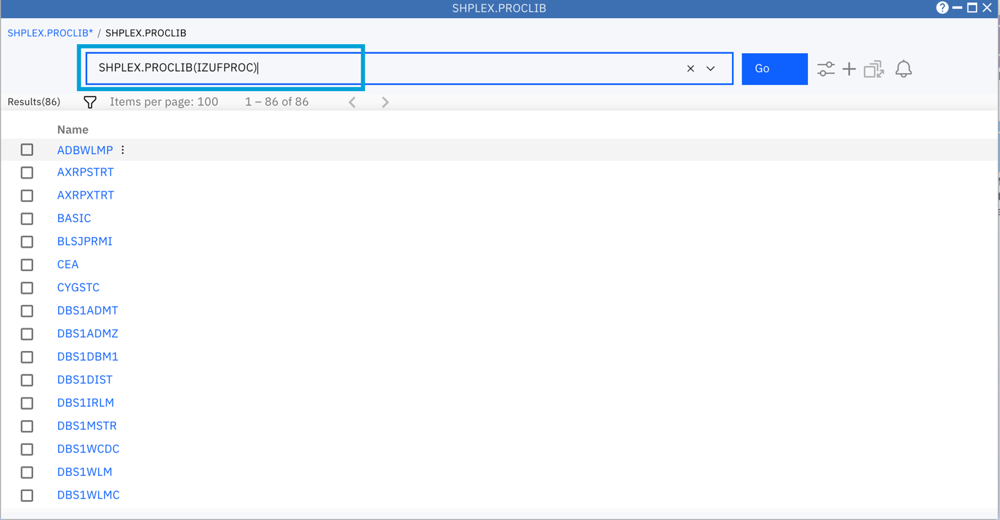 SHPLEX.PROCLIB
SHPLEX.PROCLIB* / SHPLEX.PROCLIB
SHPLEX.PROCLIB(IZUFPROC)
Go
Results(86) Items per page: 100 1 – 86 of 86
Name
ADBWLMP
AXRPSTRT
AXRPXTRT
BASIC
BLSJPRMI
CEA
CYGSTC
DBS1ADMT
DBS1ADMZ
DBS1DBM1
DBS1DIST
DBS1IRLM
DBS1MSTR
DBS1WCDC
DBS1WLM
DBS1WLMC